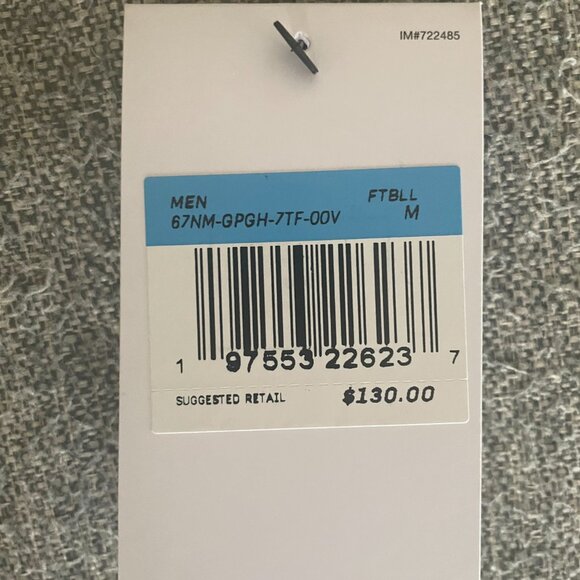 IM#722485
MEN FTBLL
67NM-GPGH-7TF-00V M
1 97553 22623 7
SUGGESTED RETAIL $130.00